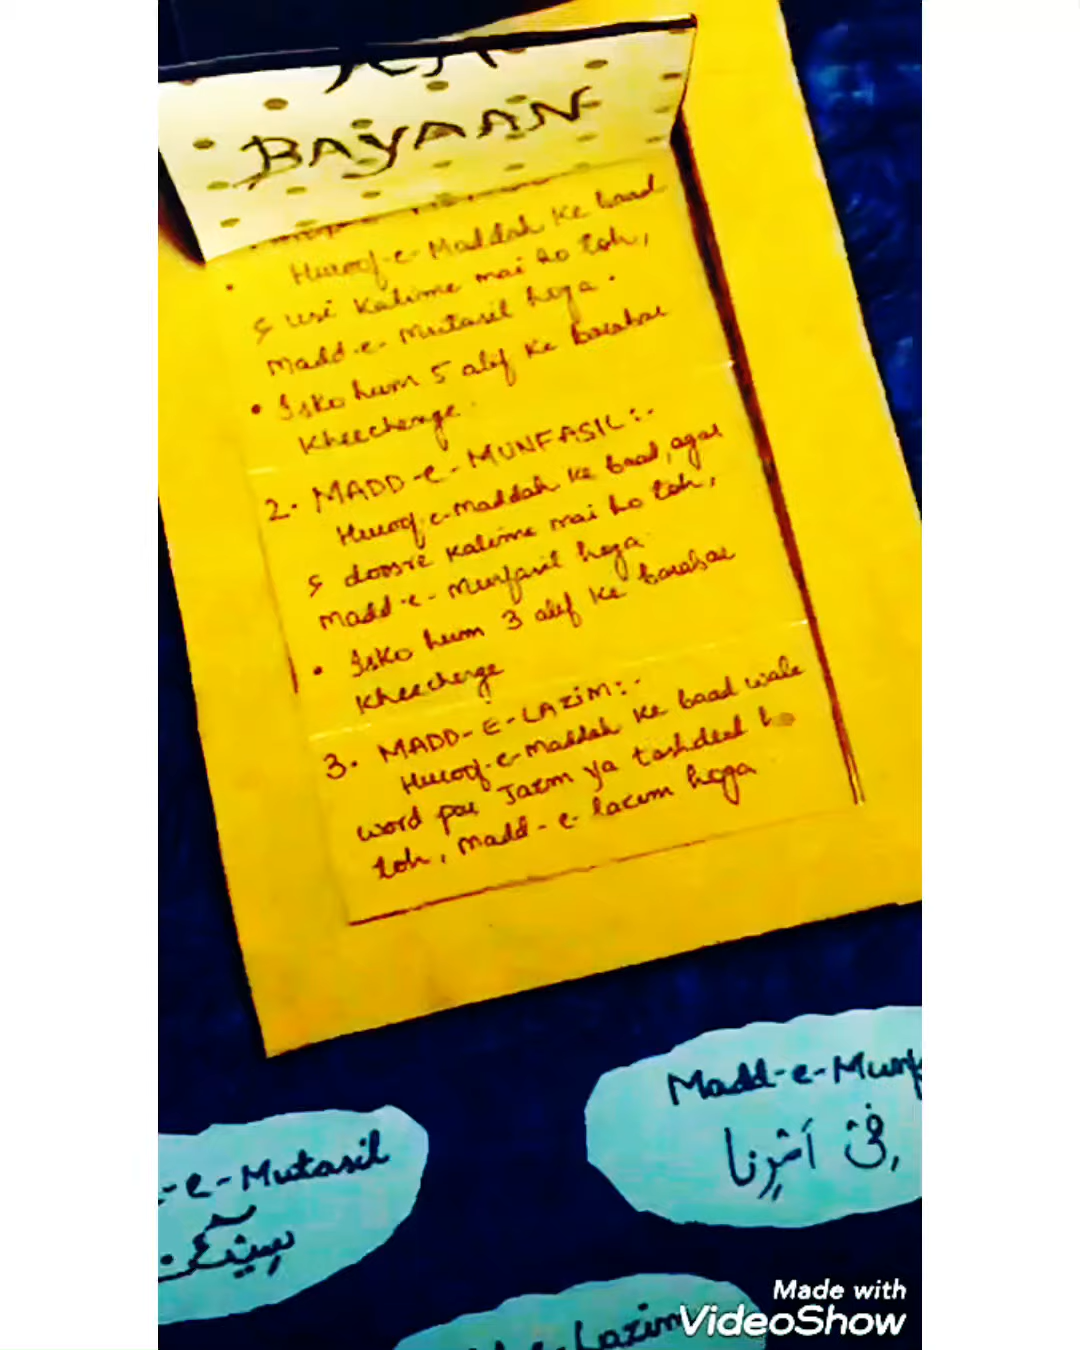 KA
BAYAAN
Huroof-e-Maddah Ke baad
ء usi Kalime mai ho toh,
Madd-e-Mutasil hoga.
• Isko hum 5 alif Ke barabar
Kheechenge.
2. MADD-e-MUNFASIL:-
Huroof-e-Maddah Ke baad, agar
ء doosre Kalime mai ho toh,
Madd-e-Munfasil hoga
• Isko hum 3 alif Ke barabar
Kheechenge
3. MADD-E-LAZIM:-
Huroof-e-Maddah Ke baad wale
word par Jazm ya tashdeed ho
toh, Madd-e-lazim hoga
-e-Mutasil
Madd-e-Munf
فِىْ اَمْرِنَا
-e-Lazim
Made with
VideoShow